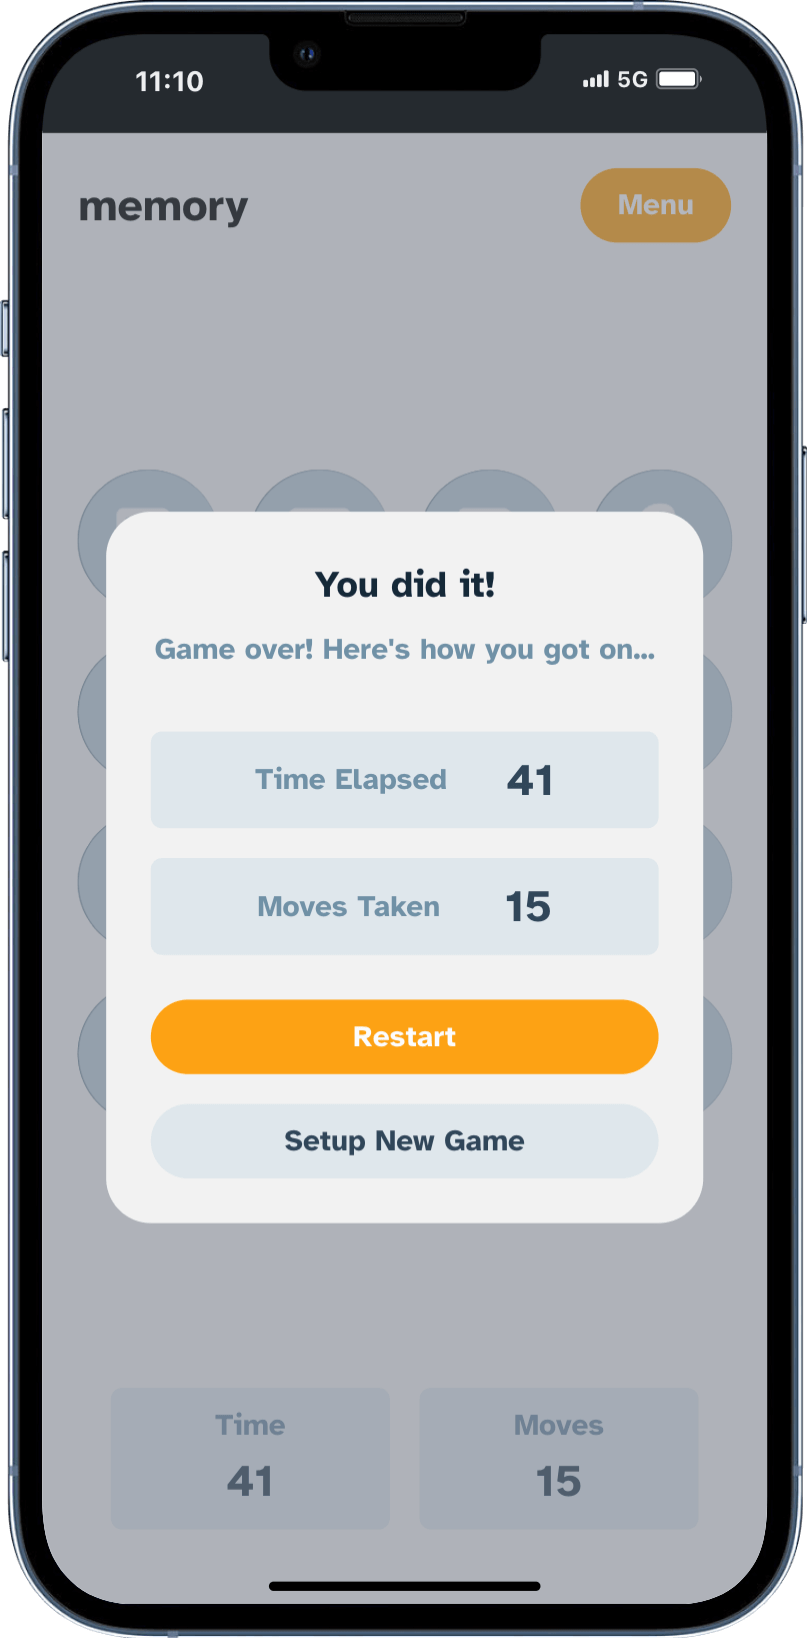 11:10 5G
memory Menu
You did it!
Game over! Here's how you got on...
Time Elapsed 41
Moves Taken 15
Restart
Setup New Game
Time Moves
41 15